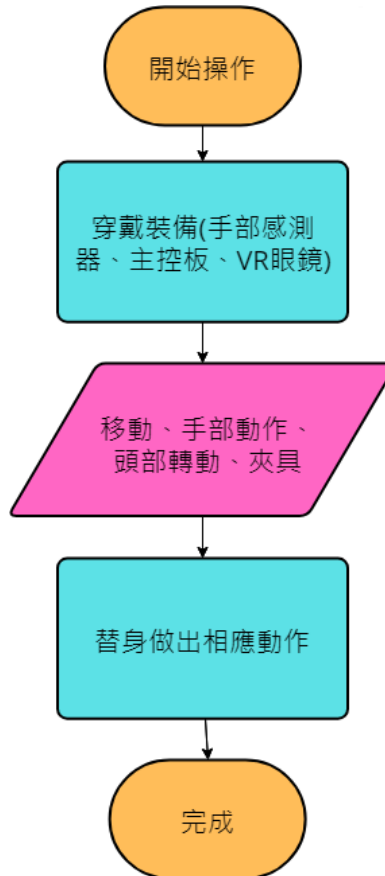 開始操作
穿戴裝備(手部感測
器、主控板、VR眼鏡)
移動、手部動作、
頭部轉動、夾具
替身做出相應動作
完成